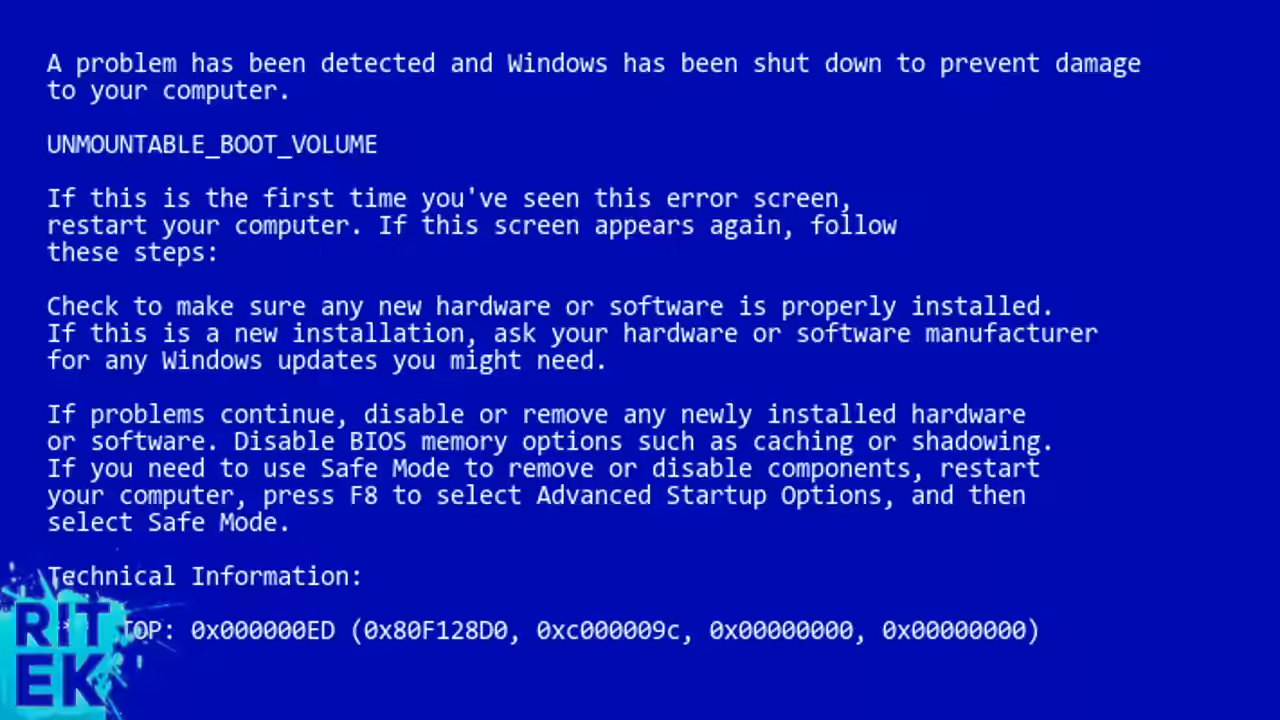 A problem has been detected and Windows has been shut down to prevent damage
to your computer.
UNMOUNTABLE_BOOT_VOLUME
If this is the first time you've seen this error screen,
restart your computer. If this screen appears again, follow
these steps:
Check to make sure any new hardware or software is properly installed.
If this is a new installation, ask your hardware or software manufacturer
for any Windows updates you might need.
If problems continue, disable or remove any newly installed hardware
or software. Disable BIOS memory options such as caching or shadowing.
If you need to use Safe Mode to remove or disable components, restart
your computer, press F8 to select Advanced Startup Options, and then
select Safe Mode.
Technical Information:
TOP: 0x000000ED (0x80F128D0, 0xc000009c, 0x00000000, 0x00000000)
RIT
EK